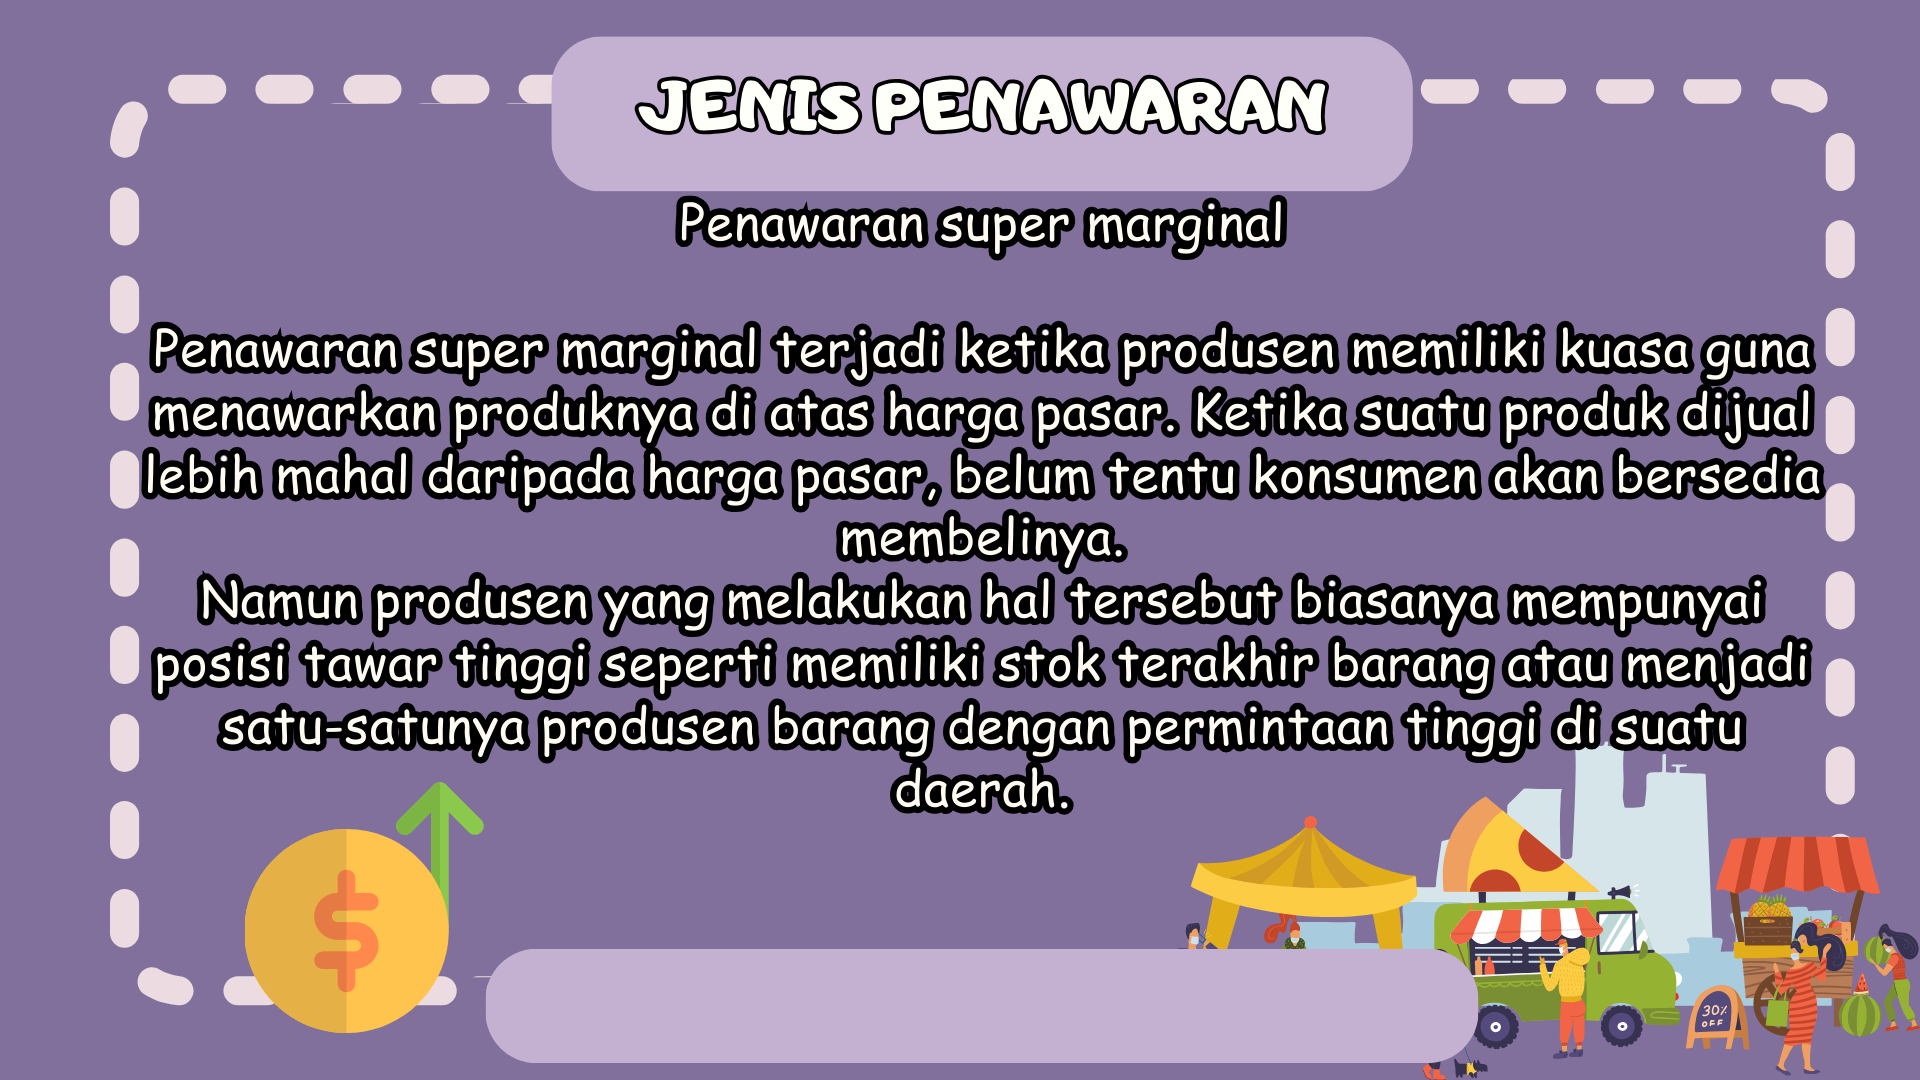 JENIS PENAWARAN
Penawaran super marginal
Penawaran super marginal terjadi ketika produsen memiliki kuasa guna
menawarkan produknya di atas harga pasar. Ketika suatu produk dijual
lebih mahal daripada harga pasar, belum tentu konsumen akan bersedia
membelinya.
Namun produsen yang melakukan hal tersebut biasanya mempunyai
posisi tawar tinggi seperti memiliki stok terakhir barang atau menjadi
satu-satunya produsen barang dengan permintaan tinggi di suatu
daerah.
$
30%
OFF